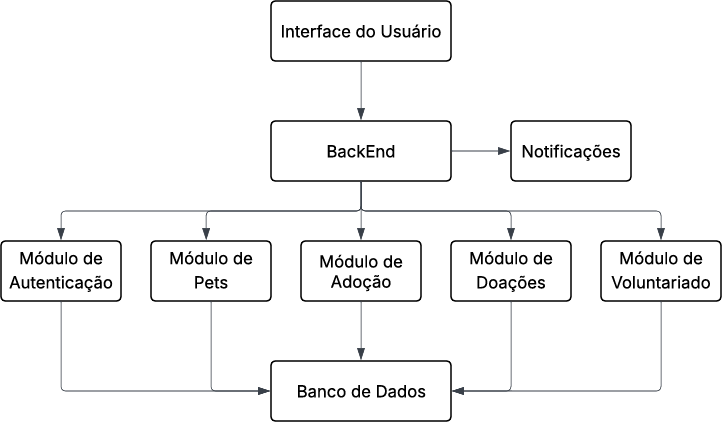 Interface do Usuário
BackEnd
Notificações
Módulo de
Autenticação
Módulo de
Pets
Módulo de
Adoção
Módulo de
Doações
Módulo de
Voluntariado
Banco de Dados